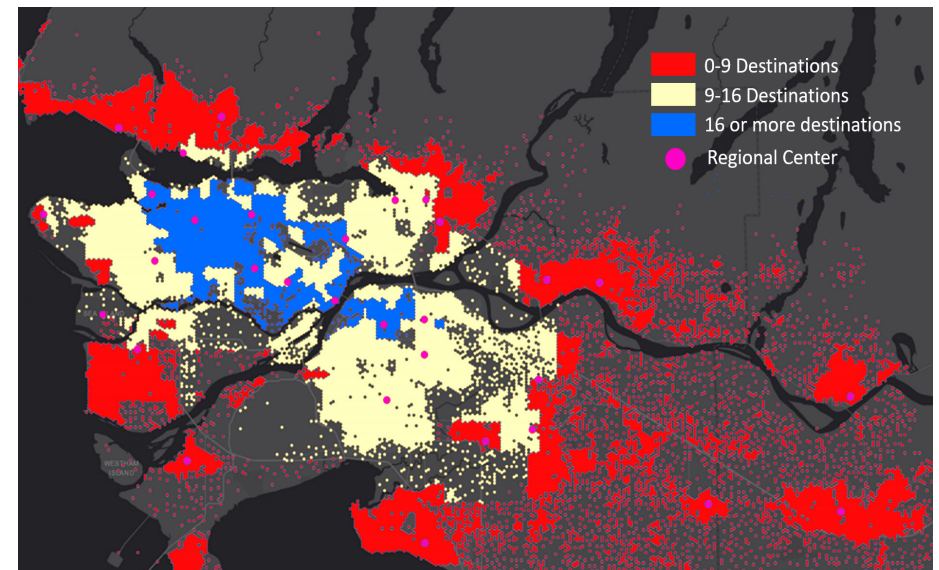 0-9 Destinations
9-16 Destinations
16 or more destinations
Regional Center
WESTHAM
ISLAND